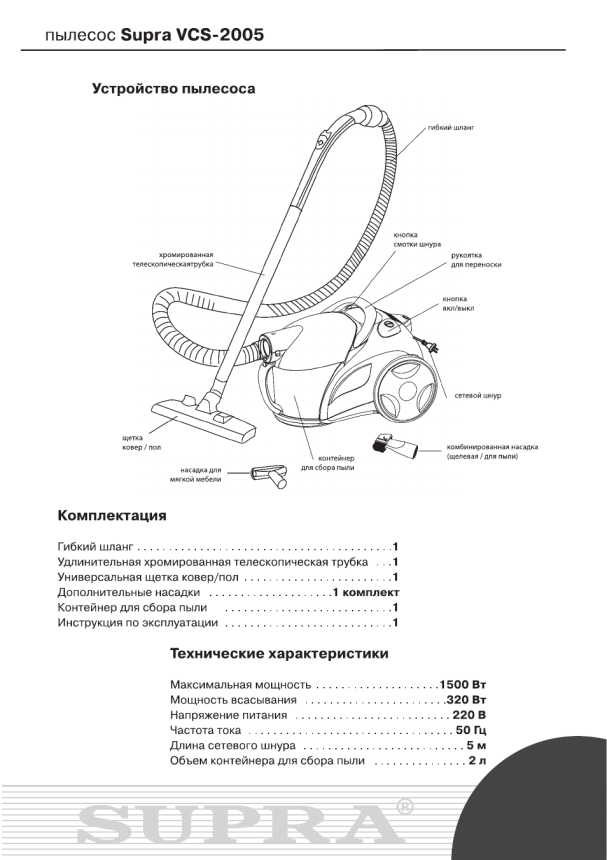 пылесос Supra VCS-2005
Устройство пылесоса
гибкий шланг
кнопка
смотки шнура
хромированная
телескопическаятрубка
рукоятка
для переноски
кнопка
вкл/выкл
сетевой шнур
щетка
ковер / пол
комбинированная насадка
(щелевая / для пыли)
контейнер
для сбора пыли
насадка для
мягкой мебели
Комплектация
Гибкий шланг . . . . . . . . . . . . . . . . . . . . . . . . . . . . . . . . . . . . . . . . .1
Удлинительная хромированная телескопическая трубка . . .1
Универсальная щетка ковер/пол . . . . . . . . . . . . . . . . . . . . . . . .1
Дополнительные насадки . . . . . . . . . . . . . . . . . . . .1 комплект
Контейнер для сбора пыли . . . . . . . . . . . . . . . . . . . . . . . . . . .1
Инструкция по эксплуатации . . . . . . . . . . . . . . . . . . . . . . . . . . .1
Технические характеристики
Максимальная мощность . . . . . . . . . . . . . . . . . . . .1500 Вт
Мощность всасывания . . . . . . . . . . . . . . . . . . . . . . .320 Вт
Напряжение питания . . . . . . . . . . . . . . . . . . . . . . . . . 220 В
Частота тока . . . . . . . . . . . . . . . . . . . . . . . . . . . . . . . . . 50 Гц
Длина сетевого шнура . . . . . . . . . . . . . . . . . . . . . . . . . . 5 м
Объем контейнера для сбора пыли . . . . . . . . . . . . . . . 2 л
SUPRA®